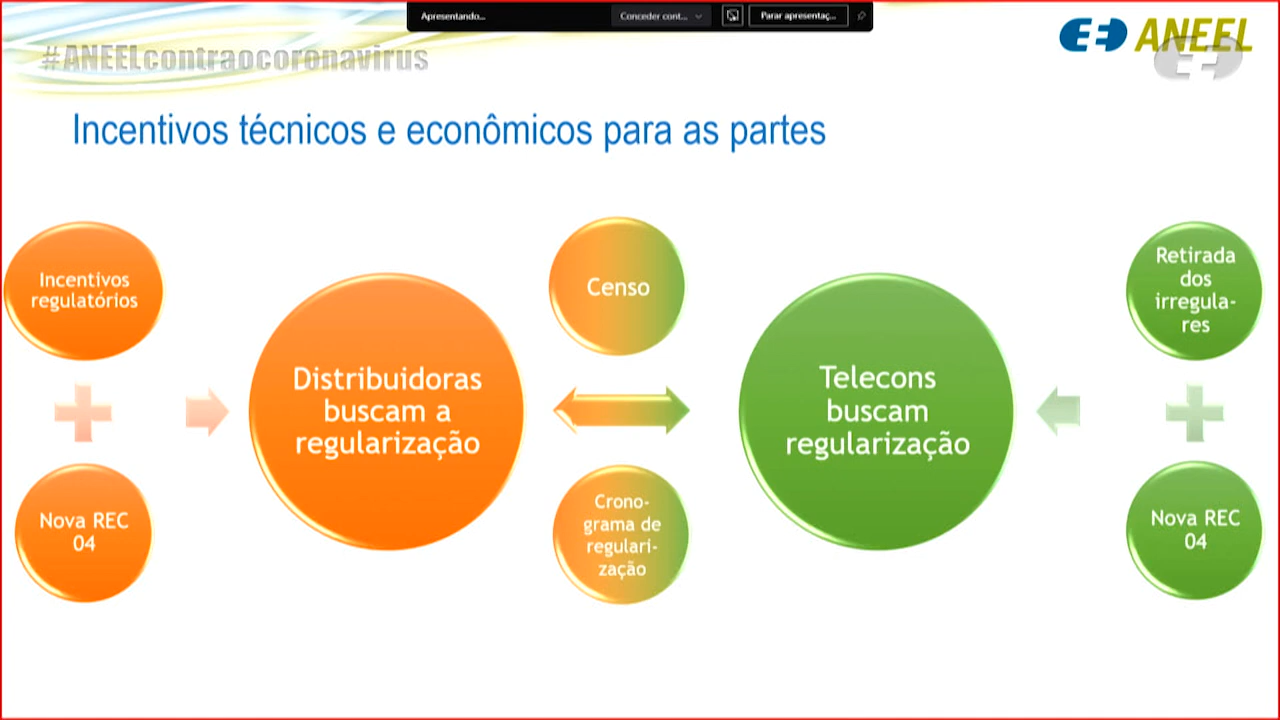 Apresentando...
Conceder cont...
Parar apresentaç...
#ANEELcontraocoronavirus
ANEEL
Incentivos técnicos e econômicos para as partes
Incentivos
regulatórios
Nova REC
04
Distribuidoras
buscam a
regularização
Censo
Crono-
grama de
regulari-
zação
Telecons
buscam
regularização
Retirada
dos
irregula-
res
Nova REC
04